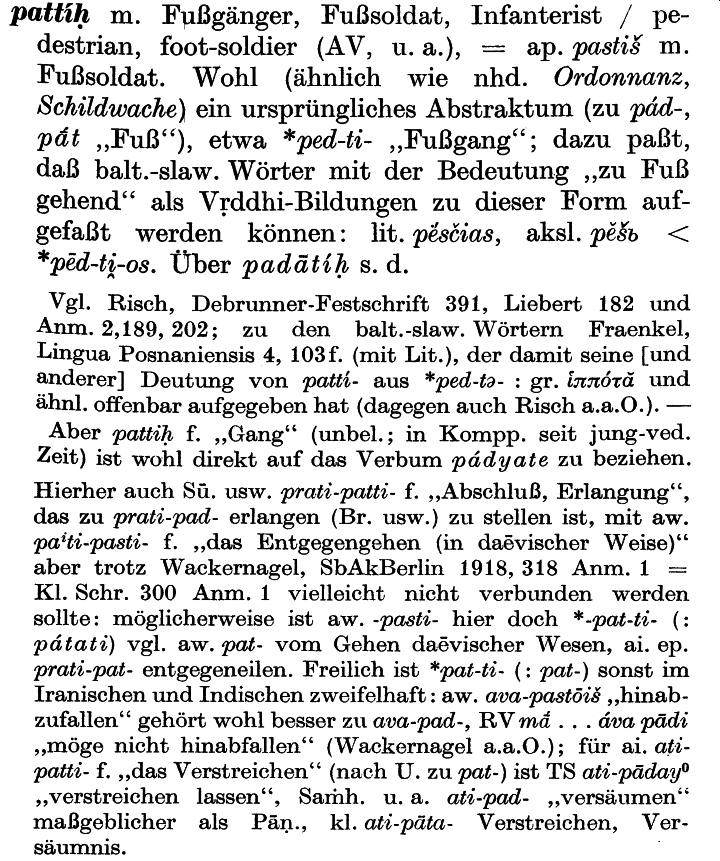 pattíḥ m. Fußgänger, Fußsoldat, Infanterist / pe-
destrian, foot-soldier (AV, u. a.), = ap. pastiš m.
Fußsoldat. Wohl (ähnlich wie nhd. Ordonnanz,
Schildwache) ein ursprüngliches Abstraktum (zu pád-,
pā́t „Fuß“), etwa *ped-ti- „Fußgang“; dazu paßt,
daß balt.-slaw. Wörter mit der Bedeutung „zu Fuß
gehend“ als Vṛddhi-Bildungen zu dieser Form auf-
gefaßt werden können: lit. pė́sčias, aksl. pěšь <
*pēd-ti̯-os. Über padātíḥ s. d.
Vgl. Risch, Debrunner-Festschrift 391, Liebert 182 und
Anm. 2,189, 202; zu den balt.-slaw. Wörtern Fraenkel,
Lingua Posnaniensis 4, 103f. (mit Lit.), der damit seine [und
anderer] Deutung von pattí- aus *ped-tə- : gr. ἱππότᾰ und
ähnl. offenbar aufgegeben hat (dagegen auch Risch a.a.O.). —
Aber pattiḥ f. „Gang“ (unbel.; in Kompp. seit jung-ved.
Zeit) ist wohl direkt auf das Verbum pádyate zu beziehen.
Hierher auch Sū. usw. prati-patti- f. „Abschluß, Erlangung“,
das zu prati-pad- erlangen (Br. usw.) zu stellen ist, mit aw.
paⁱti-pasti- f. „das Entgegengehen (in daēvischer Weise)“
aber trotz Wackernagel, SbAkBerlin 1918, 318 Anm. 1 =
Kl. Schr. 300 Anm. 1 vielleicht nicht verbunden werden
sollte: möglicherweise ist aw. -pasti- hier doch *-pat-ti- (:
pátati) vgl. aw. pat- vom Gehen daēvischer Wesen, ai. ep.
prati-pat- entgegeneilen. Freilich ist *pat-ti- (: pat-) sonst im
Iranischen und Indischen zweifelhaft: aw. ava-pastōiš „hinab-
zufallen“ gehört wohl besser zu ava-pad-, RV mā́ . . . áva pādi
„möge nicht hinabfallen“ (Wackernagel a.a.O.); für ai. ati-
patti- f. „das Verstreichen“ (nach U. zu pat-) ist TS ati-pāday⁰
„verstreichen lassen“, Saṁh. u. a. ati-pad- „versäumen“
maßgeblicher als Pāṇ., kl. ati-pāta- Verstreichen, Ver-
säumnis.